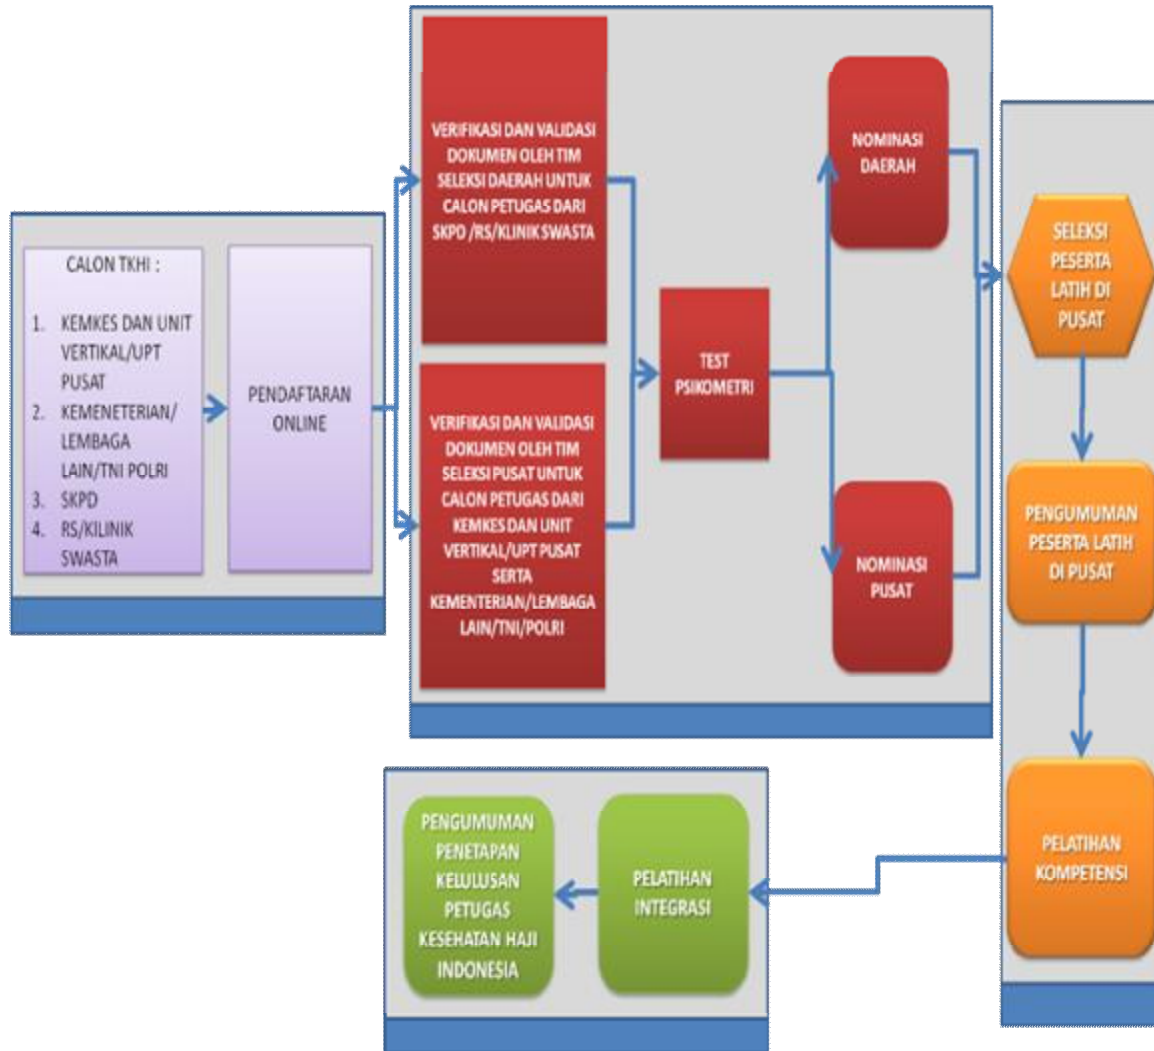 CALON TKHI :
1. KEMKES DAN UNIT
VERTIKAL/UPT
PUSAT
2. KEMENETERIAN/
LEMBAGA
LAIN/TNI POLRI
3. SKPD
4. RS/KILINIK
SWASTA
PENDAFTARAN
ONLINE
VERIFIKASI DAN VALIDASI
DOKUMEN OLEH TIM
SELEKSI DAERAH UNTUK
CALON PETUGAS DARI
SKPD /RS/KLINIK SWASTA
VERIFIKASI DAN VALIDASI
DOKUMEN OLEH TIM
SELEKSI PUSAT UNTUK
CALON PETUGAS DARI
KEMKES DAN UNIT
VERTIKAL/UPT PUSAT
SERTA
KEMENTERIAN/LEMBAGA
LAIN/TNI/POLRI
TEST
PSIKOMETRI
NOMINASI
DAERAH
NOMINASI
PUSAT
SELEKSI
PESERTA
LATIH DI
PUSAT
PENGUMUMAN
PESERTA LATIH
DI PUSAT
PELATIHAN
KOMPETENSI
PELATIHAN
INTEGRASI
PENGUMUMAN
PENETAPAN
KELULUSAN
PETUGAS
KESEHATAN HAJI
INDONESIA